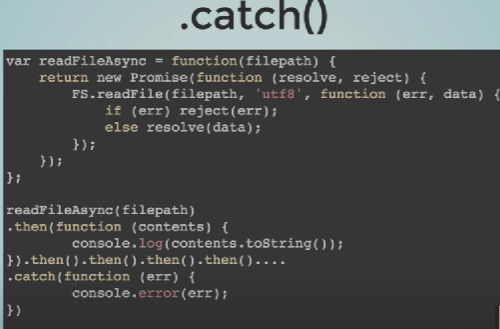 .catch()
var readFileAsync = function(filepath) {
    return new Promise(function (resolve, reject) {
        FS.readFile(filepath, 'utf8', function (err, data) {
            if (err) reject(err);
            else resolve(data);
        });
    });
};

readFileAsync(filepath)
.then(function (contents) {
        console.log(contents.toString());
}).then().then().then().then()....
.catch(function (err) {
        console.error(err);
})